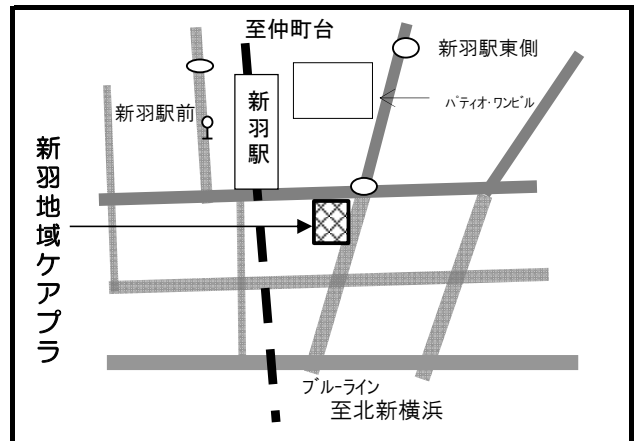 至仲町台
新羽駅東側
新羽駅
新羽駅前
パティオ・ワンビル
新羽地域ケアプラ
ブルーライン
至北新横浜